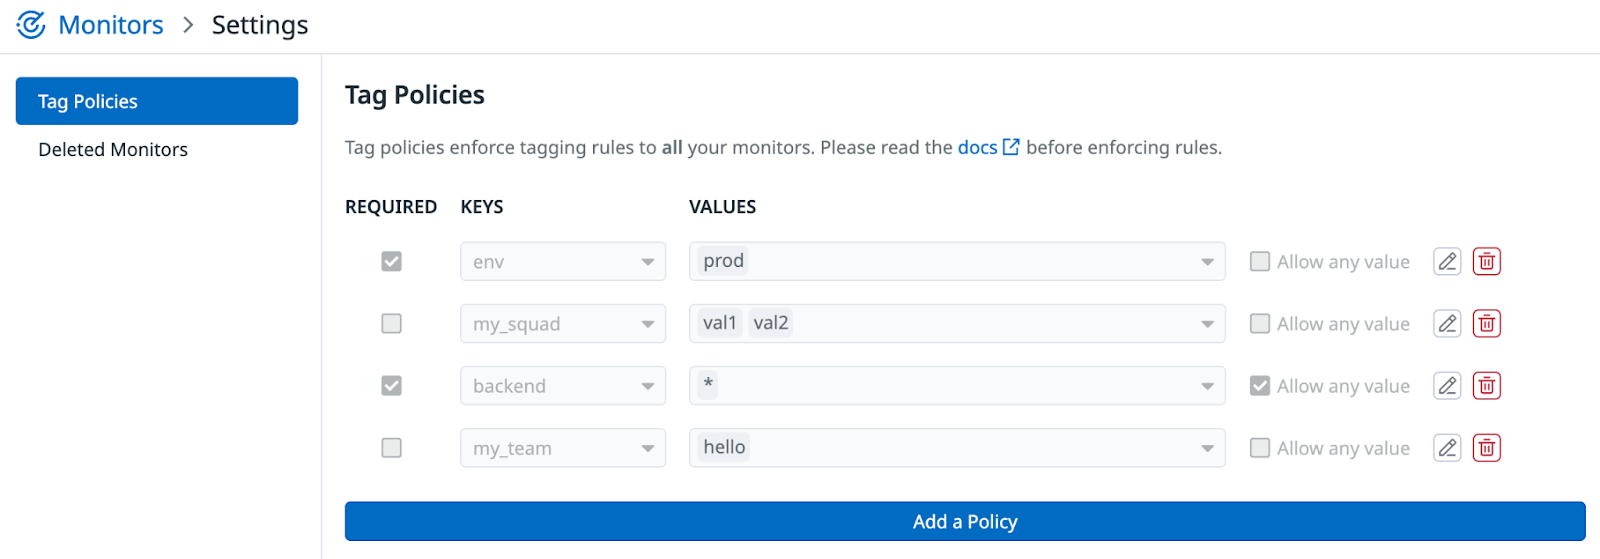 Monitors > Settings
Tag Policies
Deleted Monitors
Tag Policies
Tag policies enforce tagging rules to all your monitors. Please read the docs before enforcing rules.
REQUIRED KEYS VALUES
env prod Allow any value
my_squad val1 val2 Allow any value
backend * Allow any value
my_team hello Allow any value
Add a Policy